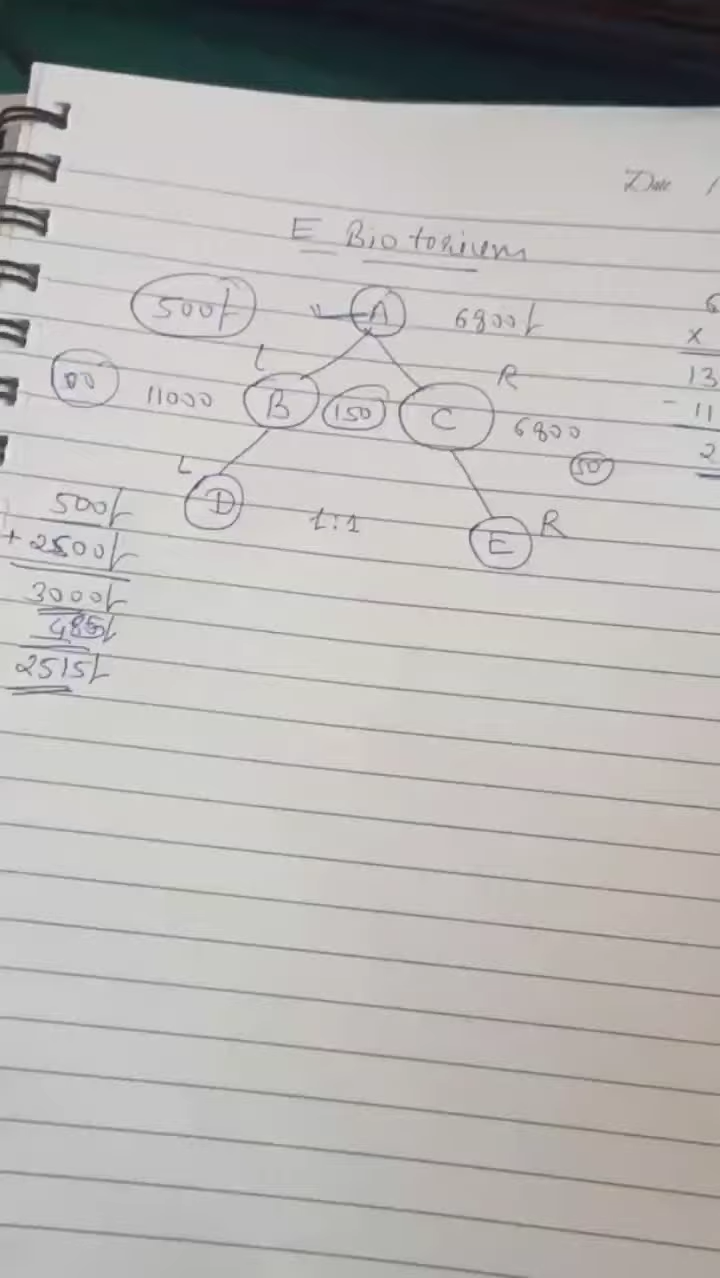 Date /
E Biotorium
500/- A 6800/- 6
x
L R 13
00 11000 B 150 C 6800 - 11
50 2
L D 1:1 E R
500/-
+ 2500/-
3000/-
485/-
2515/-